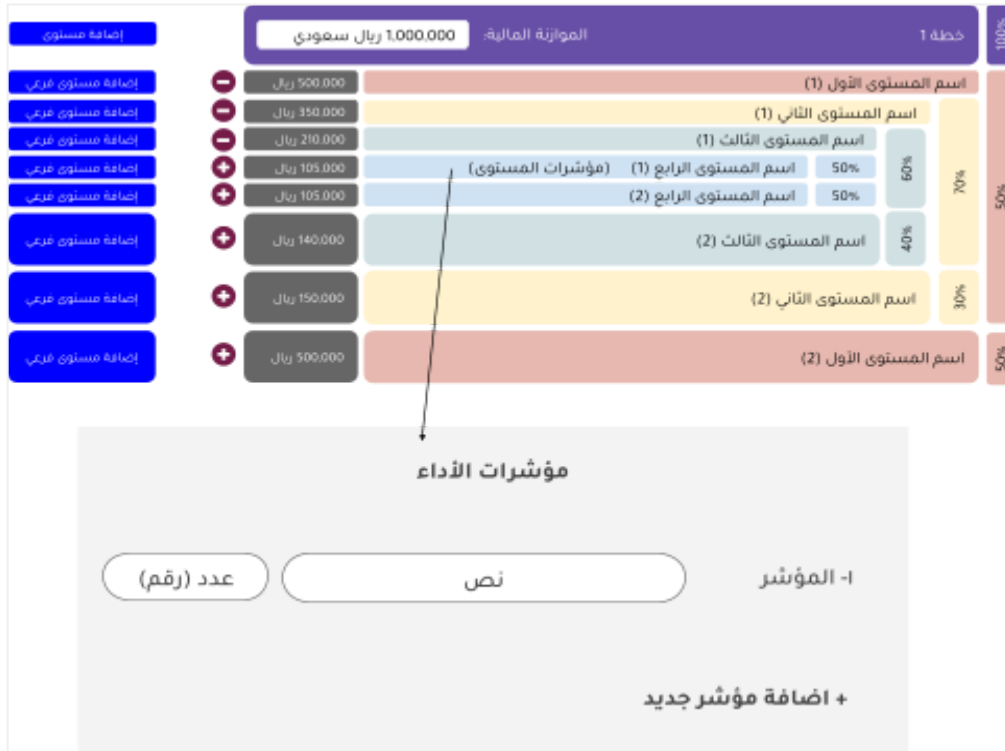 100% خطة 1 الموازنة المالية: 1,000,000 ريال سعودي إضافة مستوى
اسم المستوى الأول (1) 500,000 ريال إضافة مستوى فرعي
اسم المستوى الثاني (1) 350,000 ريال إضافة مستوى فرعي
اسم المستوى الثالث (1) 210,000 ريال إضافة مستوى فرعي
50% 70% 60% 50% اسم المستوى الرابع (1) (مؤشرات المستوى) 105,000 ريال إضافة مستوى فرعي
50% اسم المستوى الرابع (2) 105,000 ريال إضافة مستوى فرعي
40% اسم المستوى الثالث (2) 140,000 ريال إضافة مستوى فرعي
30% اسم المستوى الثاني (2) 150,000 ريال إضافة مستوى فرعي
50% اسم المستوى الأول (2) 500,000 ريال إضافة مستوى فرعي
مؤشرات الأداء
١- المؤشر نص عدد (رقم)
+ اضافة مؤشر جديد